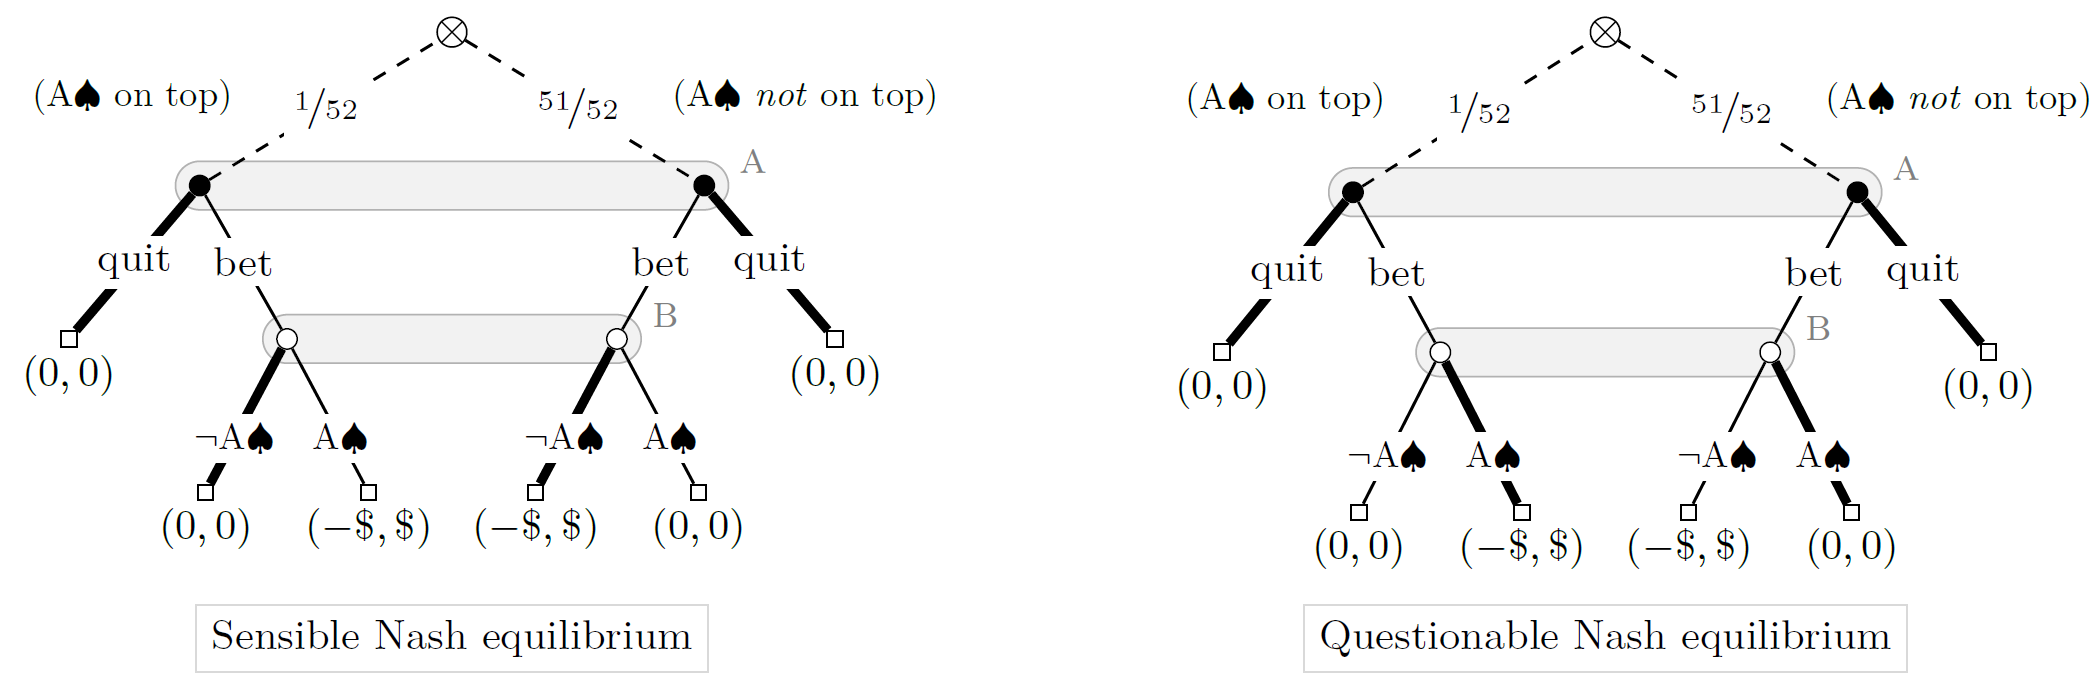 (A♠ on top) 1/52 51/52 (A♠ not on top)
A
quit bet bet quit
B
(0, 0) (0, 0)
¬A♠ A♠ ¬A♠ A♠
(0, 0) (−$, $) (−$, $) (0, 0)
Sensible Nash equilibrium
(A♠ on top) 1/52 51/52 (A♠ not on top)
A
quit bet bet quit
B
(0, 0) (0, 0)
¬A♠ A♠ ¬A♠ A♠
(0, 0) (−$, $) (−$, $) (0, 0)
Questionable Nash equilibrium